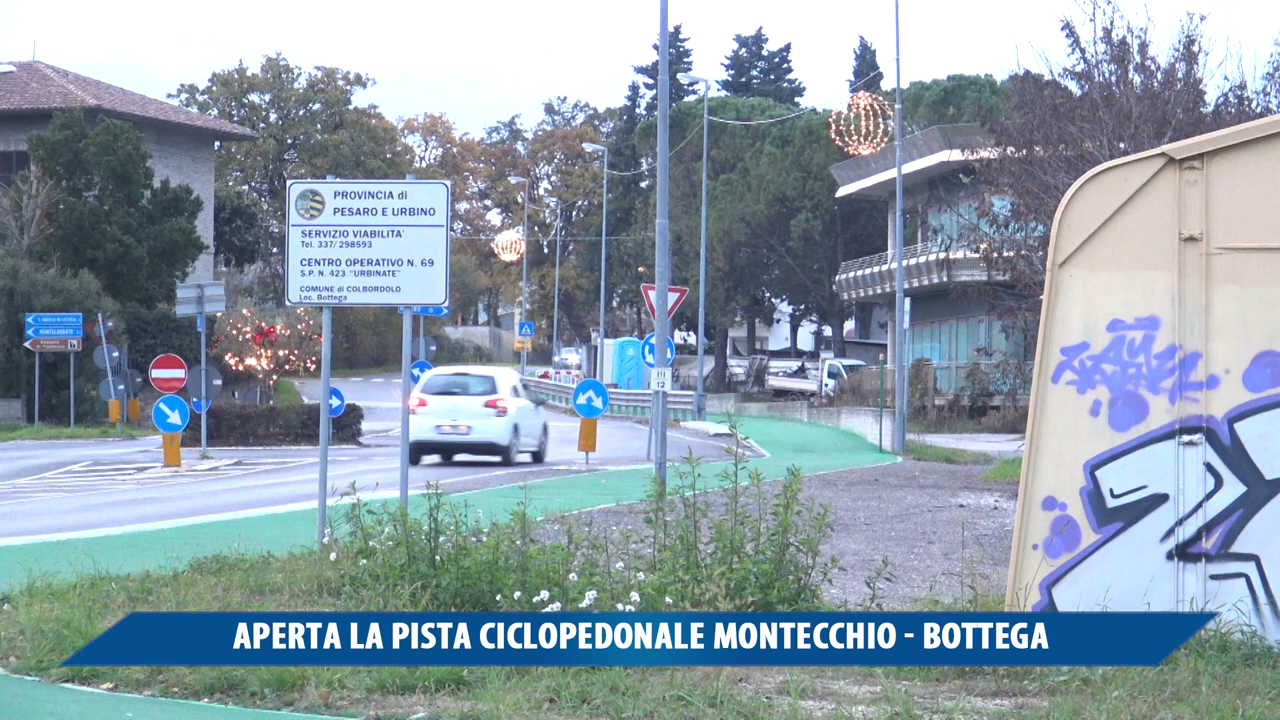 PROVINCIA di
PESARO E URBINO
SERVIZIO VIABILITA'
Tel. 337/ 298593
CENTRO OPERATIVO N. 69
S.P. N. 423 "URBINATE"
COMUNE di COLBORDOLO
Loc. Bottega
MONTELABBATE
12
APERTA LA PISTA CICLOPEDONALE MONTECCHIO - BOTTEGA